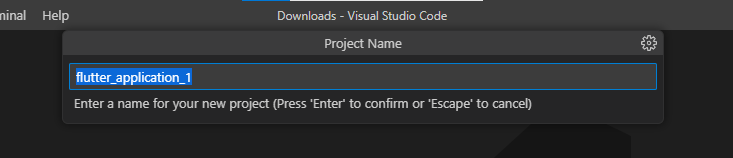 minal Help Downloads - Visual Studio Code
Project Name
flutter_application_1
Enter a name for your new project (Press 'Enter' to confirm or 'Escape' to cancel)